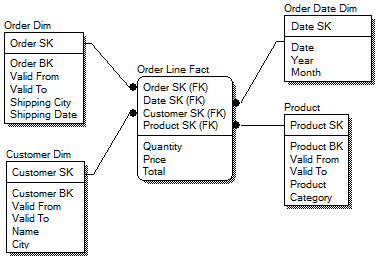 Order Dim
Order SK
Order BK
Valid From
Valid To
Shipping City
Shipping Date
Customer Dim
Customer SK
Customer BK
Valid From
Valid To
Name
City
Order Line Fact
Order SK (FK)
Date SK (FK)
Customer SK (FK)
Product SK (FK)
Quantity
Price
Total
Order Date Dim
Date SK
Date
Year
Month
Product
Product SK
Product BK
Valid From
Valid To
Product
Category